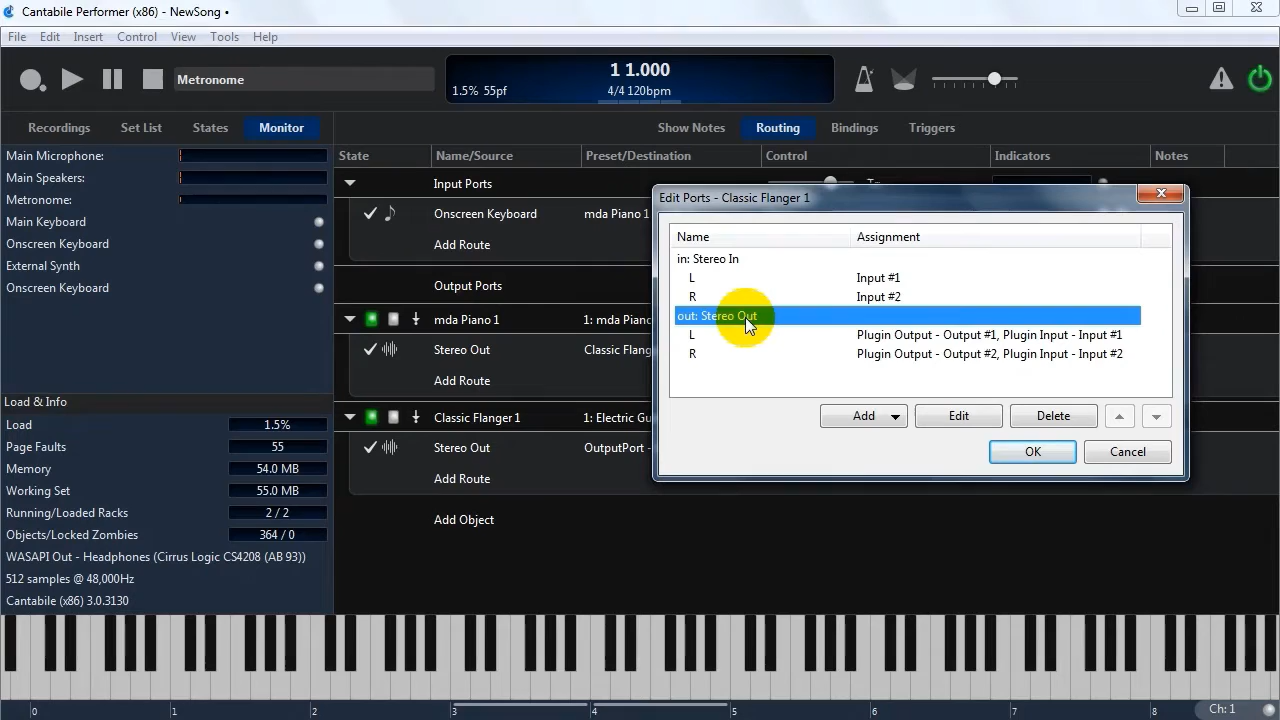 Cantabile Performer (x86) - NewSong •
File Edit Insert Control View Tools Help
Metronome
1 1.000
1.5% 55pf 4/4 120bpm
Recordings Set List States Monitor
Show Notes Routing Bindings Triggers
Main Microphone:
Main Speakers:
Metronome:
Main Keyboard
Onscreen Keyboard
External Synth
Onscreen Keyboard
Load & Info
Load 1.5%
Page Faults 55
Memory 54.0 MB
Working Set 55.0 MB
Running/Loaded Racks 2 / 2
Objects/Locked Zombies 364 / 0
WASAPI Out - Headphones (Cirrus Logic CS4208 (AB 93))
512 samples @ 48,000Hz
Cantabile (x86) 3.0.3130
State Name/Source Preset/Destination Control Indicators Notes
Input Ports
Onscreen Keyboard mda Piano 1
Add Route
Output Ports
mda Piano 1 1: mda Piano
Stereo Out Classic Flang
Add Route
Classic Flanger 1 1: Electric Gu
Stereo Out OutputPort -
Add Route
Add Object
Edit Ports - Classic Flanger 1
Name Assignment
in: Stereo In
L Input #1
R Input #2
out: Stereo Out
L Plugin Output - Output #1, Plugin Input - Input #1
R Plugin Output - Output #2, Plugin Input - Input #2
Add Edit Delete
OK Cancel
0 1 2 3 4 5 6 7 8
Ch: 1